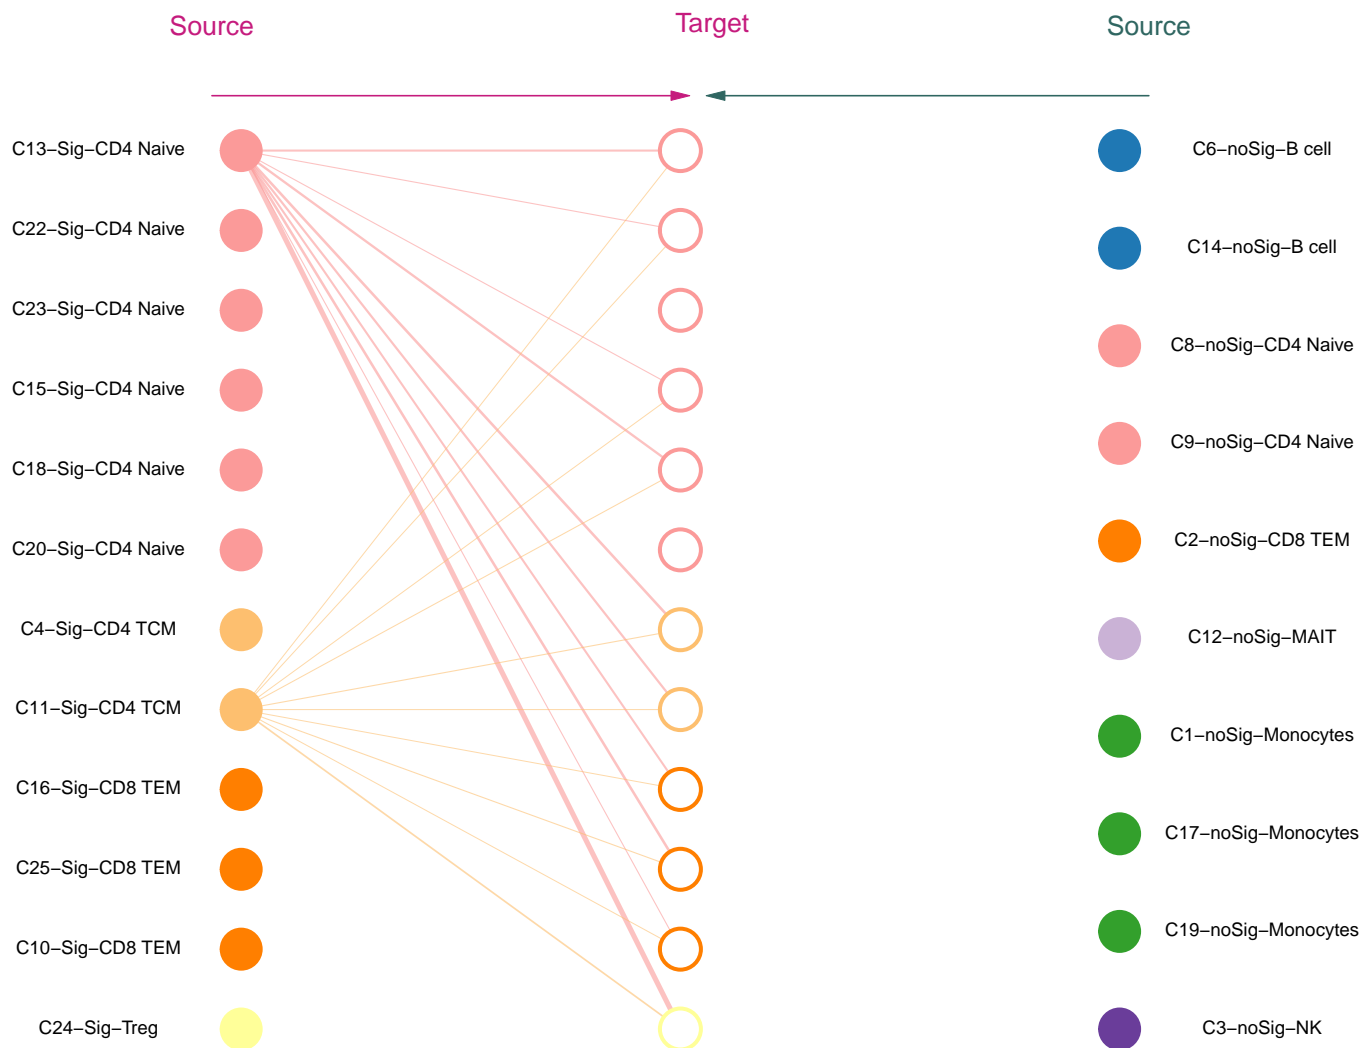 Source
Target
Source
C13−Sig−CD4 Naive
C22−Sig−CD4 Naive
C23−Sig−CD4 Naive
C15−Sig−CD4 Naive
C18−Sig−CD4 Naive
C20−Sig−CD4 Naive
C4−Sig−CD4 TCM
C11−Sig−CD4 TCM
C16−Sig−CD8 TEM
C25−Sig−CD8 TEM
C10−Sig−CD8 TEM
C24−Sig−Treg
C6−noSig−B cell
C14−noSig−B cell
C8−noSig−CD4 Naive
C9−noSig−CD4 Naive
C2−noSig−CD8 TEM
C12−noSig−MAIT
C1−noSig−Monocytes
C17−noSig−Monocytes
C19−noSig−Monocytes
C3−noSig−NK